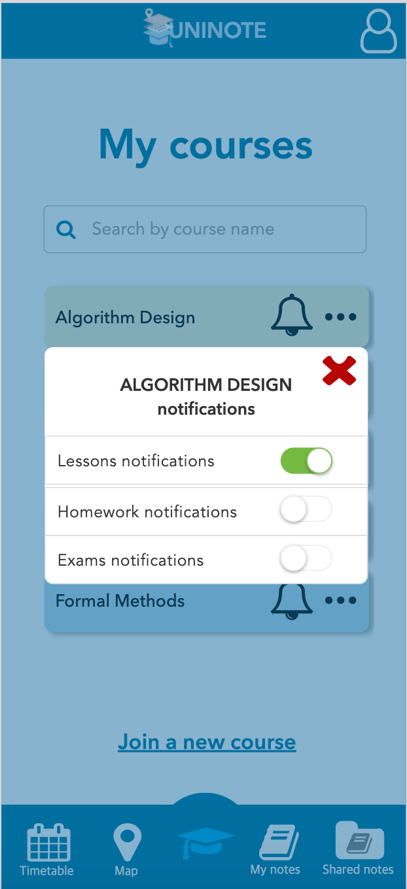 UNINOTE
My courses
Search by course name
Algorithm Design
ALGORITHM DESIGN
notifications
Lessons notifications
Homework notifications
Exams notifications
Formal Methods
Join a new course
Timetable
Map
My notes
Shared notes